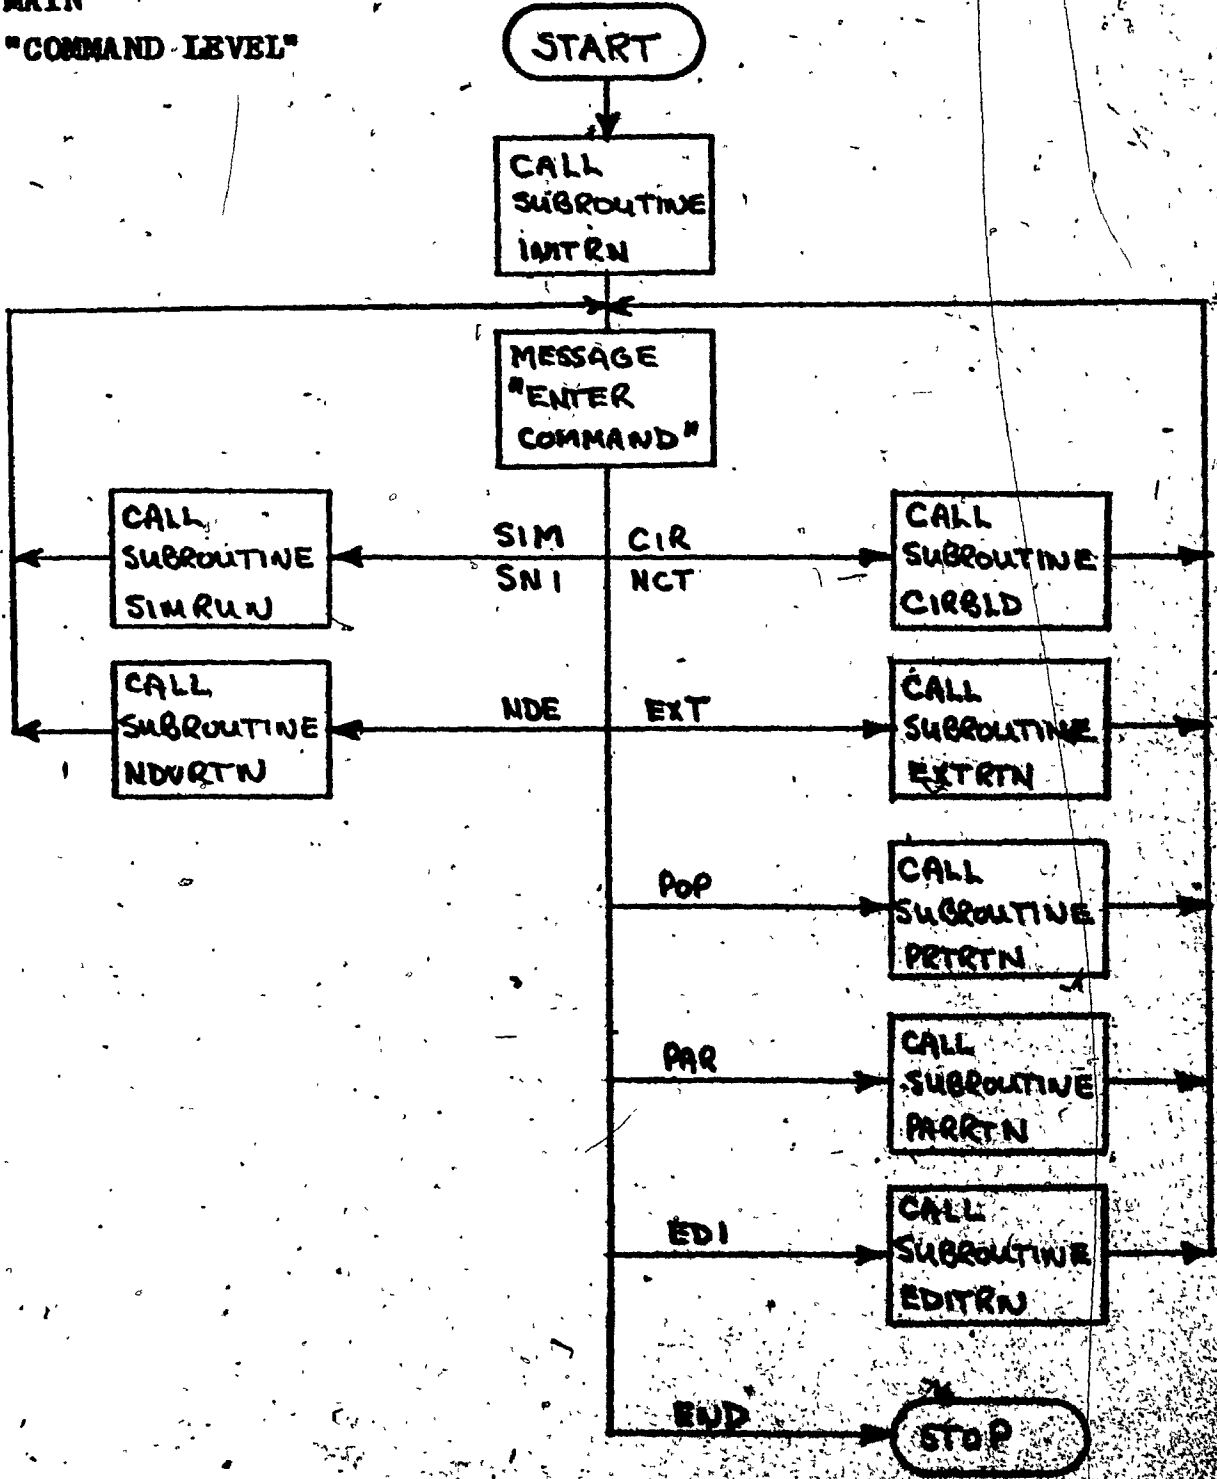 MAIN
"COMMAND LEVEL"
START
CALL
SUBROUTINE
INITRN
MESSAGE
"ENTER
COMMAND"
CALL
SUBROUTINE
SIMRUN
SIM
SNI
CIR
NCT
CALL
SUBROUTINE
CIRBLD
CALL
SUBROUTINE
NDVRTN
NDE
EXT
CALL
SUBROUTINE
EXTRTN
POP
CALL
SUBROUTINE
PRTRTN
PAR
CALL
SUBROUTINE
PARRTN
EDI
CALL
SUBROUTINE
EDITRN
END
STOP